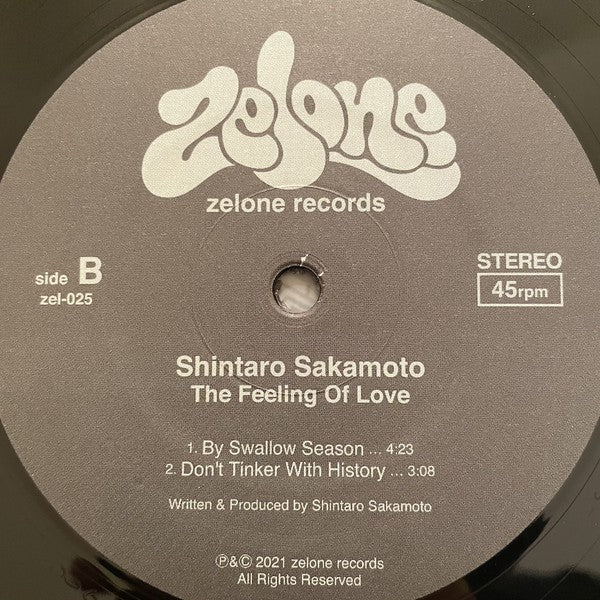 zelone
zelone records
side B
zel-025
STEREO
45rpm
Shintaro Sakamoto
The Feeling Of Love
1. By Swallow Season ... 4:23
2. Don't Tinker With History ... 3:08
Written & Produced by Shintaro Sakamoto
℗&© 2021 zelone records
All Rights Reserved